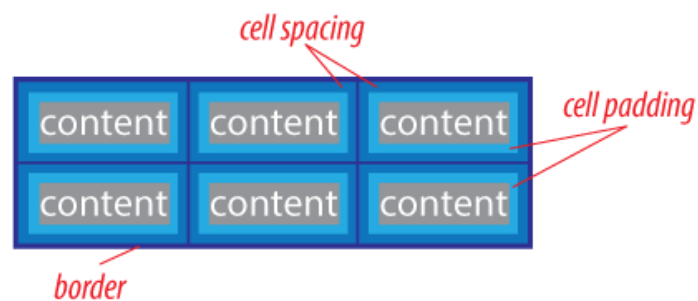 cell spacing
content content content
cell padding
content content content
border